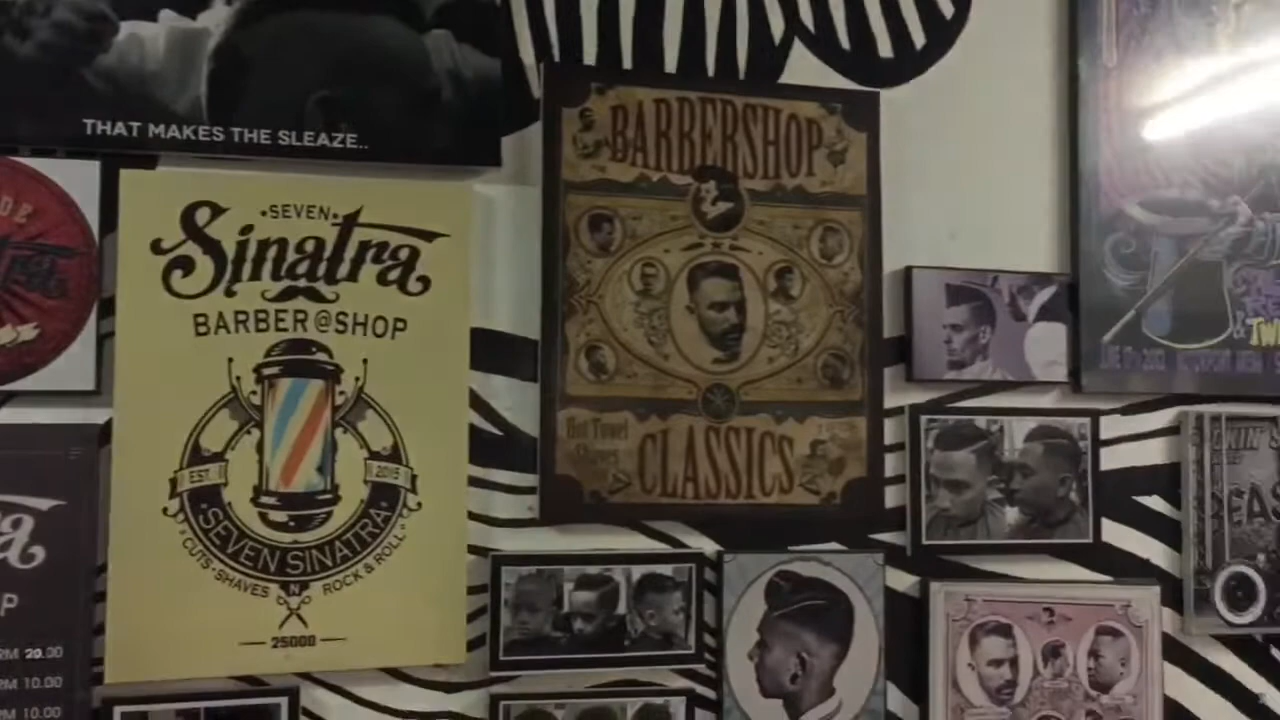 THAT MAKES THE SLEAZE..
•SEVEN•
Sinatra
BARBER@SHOP
EST. 2015
•SEVEN SINATRA•
•CUTS•SHAVES N ROCK & ROLL•
25000
BARBERSHOP
Hot Towel
Shaves
CLASSICS
RM 20.00
RM 10.00
RM 10.00
&